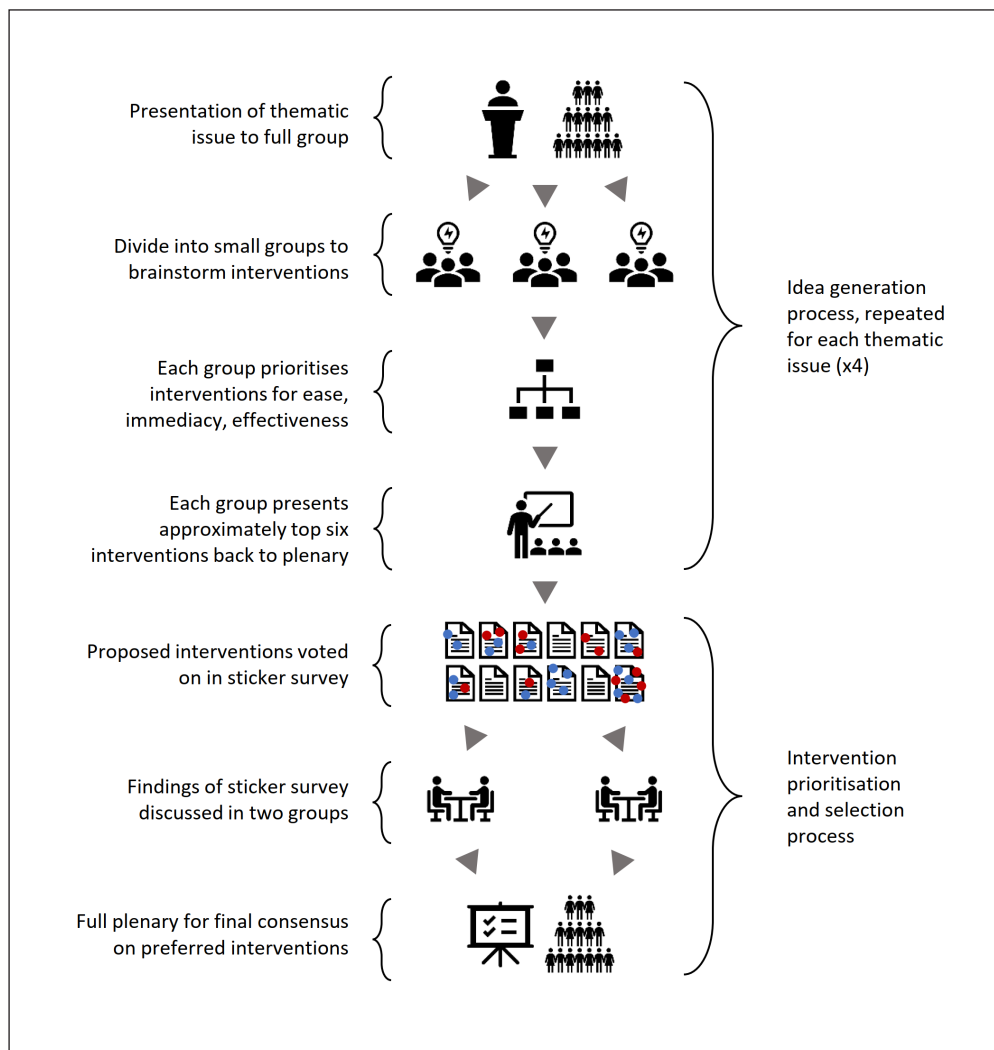 Presentation of thematic
issue to full group
Divide into small groups to
brainstorm interventions
Each group prioritises
interventions for ease,
immediacy, effectiveness
Each group presents
approximately top six
interventions back to plenary
Idea generation
process, repeated
for each thematic
issue (x4)
Proposed interventions voted
on in sticker survey
Findings of sticker survey
discussed in two groups
Full plenary for final consensus
on preferred interventions
Intervention
prioritisation
and selection
process